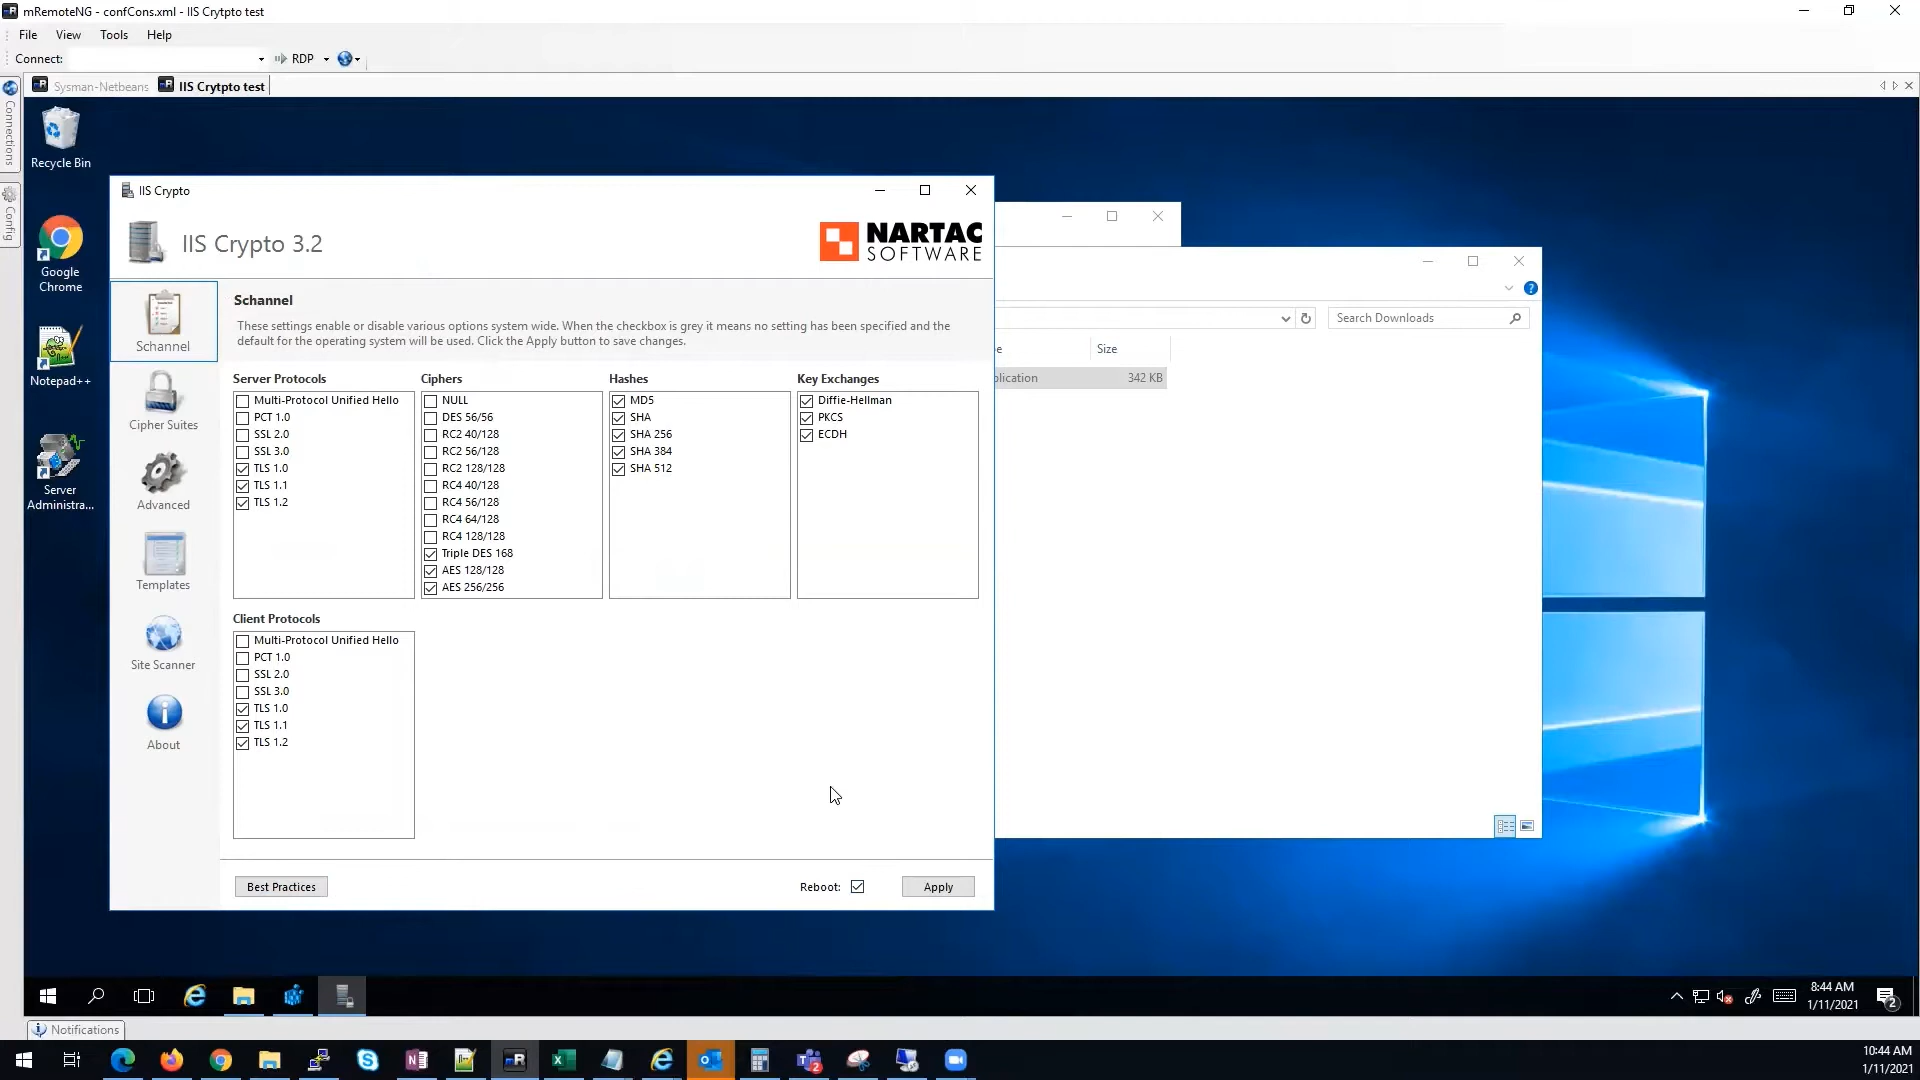 mRemoteNG - confCons.xml - IIS Crytpto test
File View Tools Help
Connect: RDP
Sysman-Netbeans IIS Crytpto test
Connections
Config
Recycle Bin
Google
Chrome
Notepad++
Server
Administra...
IIS Crypto
IIS Crypto 3.2
NARTAC
SOFTWARE
Schannel
Cipher Suites
Advanced
Templates
Site Scanner
About
Schannel
These settings enable or disable various options system wide. When the checkbox is grey it means no setting has been specified and the
default for the operating system will be used. Click the Apply button to save changes.
Server Protocols
Multi-Protocol Unified Hello
PCT 1.0
SSL 2.0
SSL 3.0
TLS 1.0
TLS 1.1
TLS 1.2
Ciphers
NULL
DES 56/56
RC2 40/128
RC2 56/128
RC2 128/128
RC4 40/128
RC4 56/128
RC4 64/128
RC4 128/128
Triple DES 168
AES 128/128
AES 256/256
Hashes
MD5
SHA
SHA 256
SHA 384
SHA 512
Key Exchanges
Diffie-Hellman
PKCS
ECDH
Client Protocols
Multi-Protocol Unified Hello
PCT 1.0
SSL 2.0
SSL 3.0
TLS 1.0
TLS 1.1
TLS 1.2
Best Practices
Reboot:
Apply
Search Downloads
Size
plication 342 KB
8:44 AM
1/11/2021
2
Notifications
10:44 AM
1/11/2021